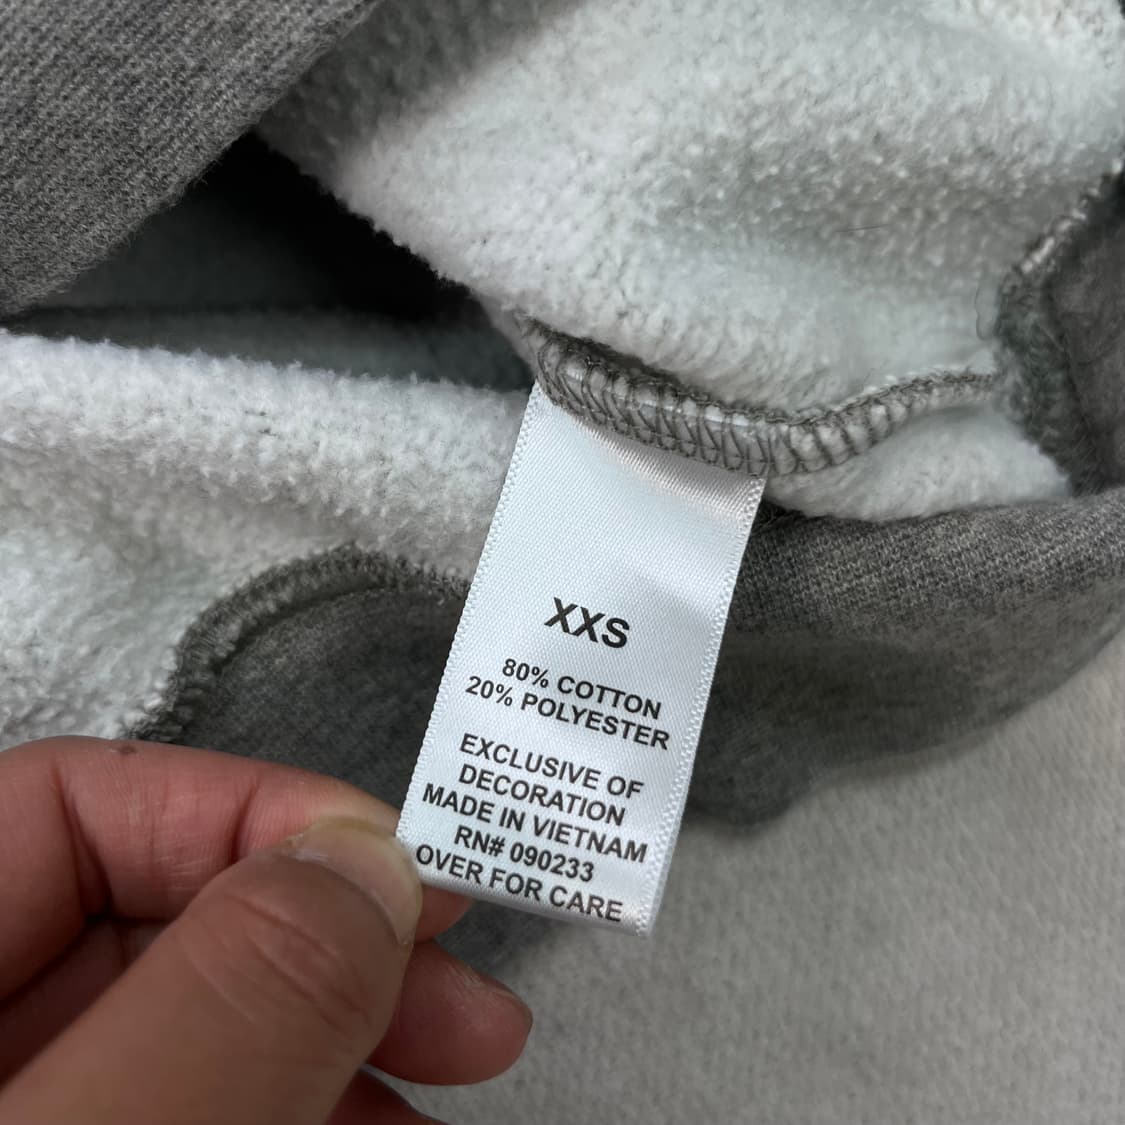 XXS
80% COTTON
20% POLYESTER
EXCLUSIVE OF
DECORATION
MADE IN VIETNAM
RN# 090233
OVER FOR CARE